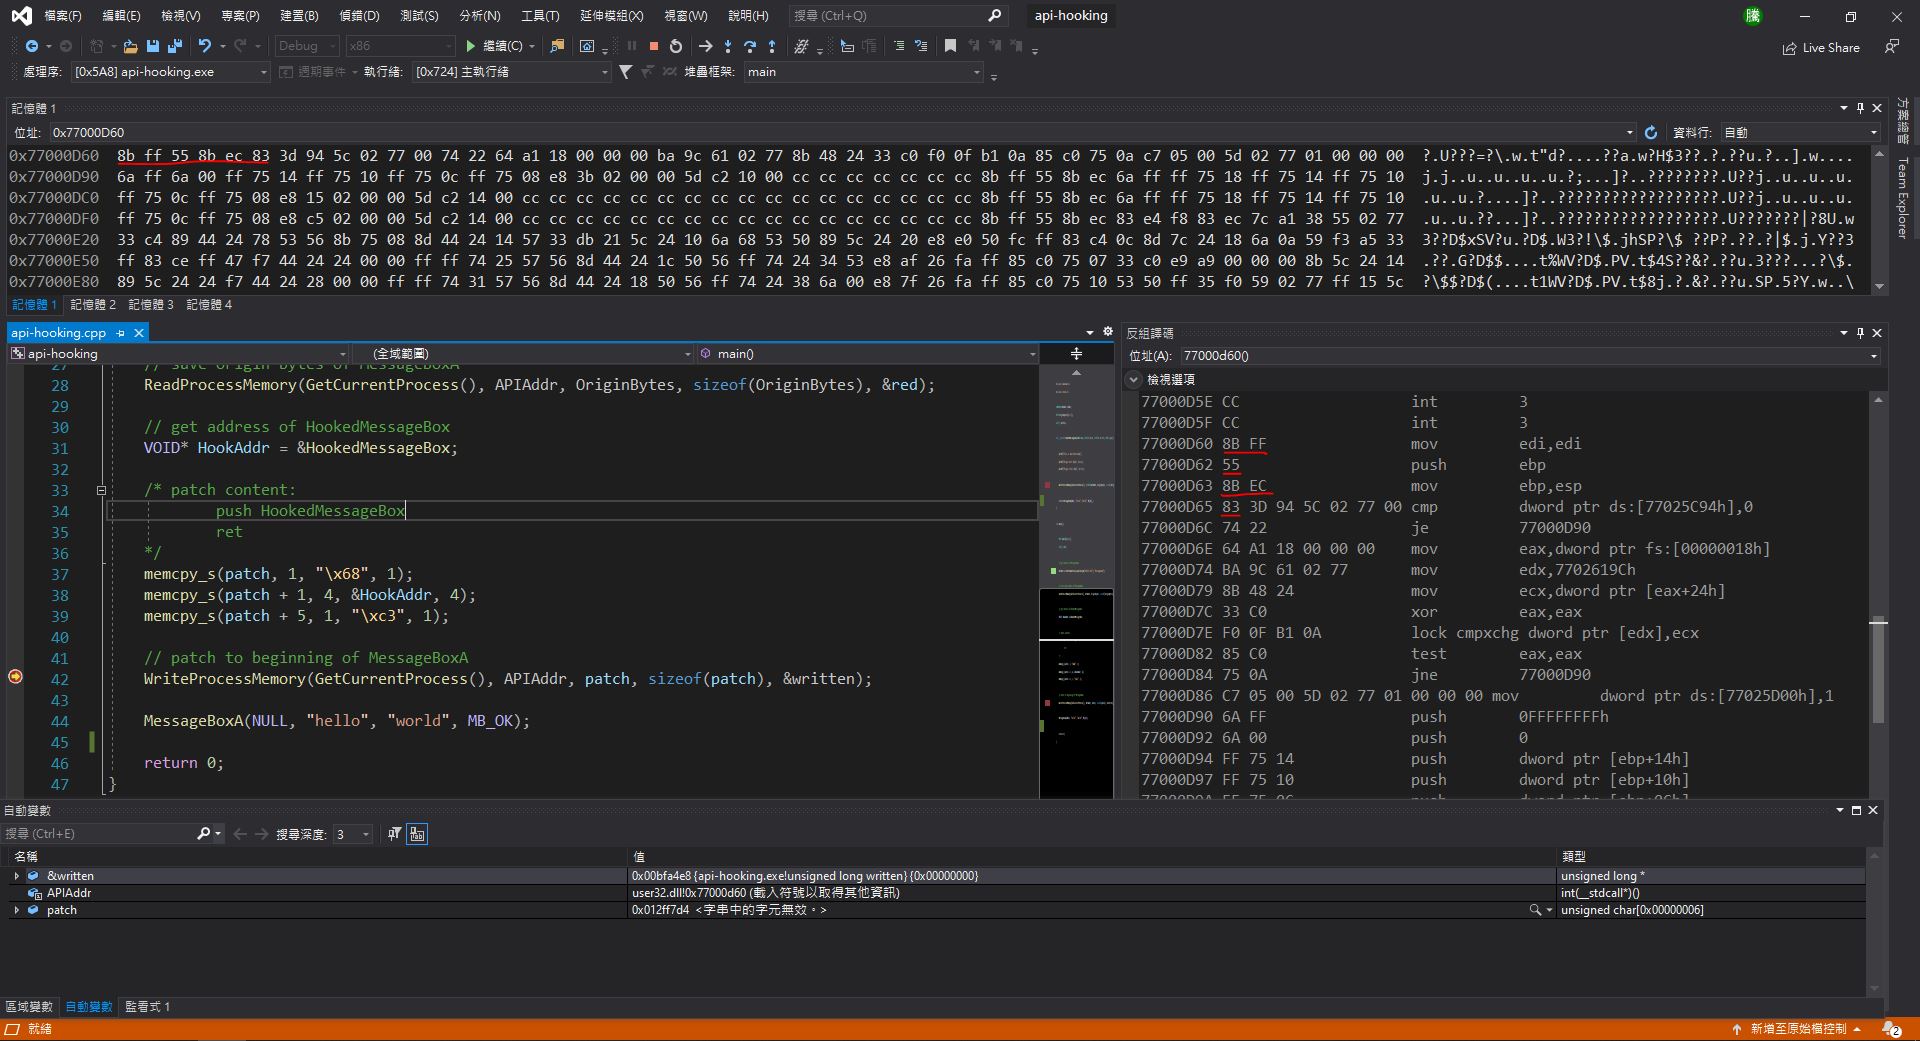 檔案(F) 編輯(E) 檢視(V) 專案(P) 建置(B) 偵錯(D) 測試(S) 分析(N) 工具(T) 延伸模組(X) 視窗(W) 說明(H) 搜尋 (Ctrl+Q) api-hooking 騰
Debug x86 繼續(C) Live Share
處理序: [0x5A8] api-hooking.exe 週期事件 執行緒: [0x724] 主執行緒 堆疊框架: main
記憶體 1
位址: 0x77000D60 資料行: 自動
0x77000D60 8b ff 55 8b ec 83 3d 94 5c 02 77 00 74 22 64 a1 18 00 00 00 ba 9c 61 02 77 8b 48 24 33 c0 f0 0f b1 0a 85 c0 75 0a c7 05 00 5d 02 77 01 00 00 00 ?.U???=?\.w.t"d?....??a.w?H$3??.?.??u.?..].w....
0x77000D90 6a ff 6a 00 ff 75 14 ff 75 10 ff 75 0c ff 75 08 e8 3b 02 00 00 5d c2 10 00 cc cc cc cc cc cc cc 8b ff 55 8b ec 6a ff ff 75 18 ff 75 14 ff 75 10 j.j..u..u..u..u.?;...]?..????????.U??j..u..u..u.
0x77000DC0 ff 75 0c ff 75 08 e8 15 02 00 00 5d c2 14 00 cc cc cc cc cc cc cc cc cc cc cc cc cc cc cc cc cc 8b ff 55 8b ec 6a ff ff 75 18 ff 75 14 ff 75 10 .u..u.?....]?..??????????????????.U??j..u..u..u.
0x77000DF0 ff 75 0c ff 75 08 e8 c5 02 00 00 5d c2 14 00 cc cc cc cc cc cc cc cc cc cc cc cc cc cc cc cc cc 8b ff 55 8b ec 83 e4 f8 83 ec 7c a1 38 55 02 77 .u..u.??...]?..??????????????????.U???????|?8U.w
0x77000E20 33 c4 89 44 24 78 53 56 8b 75 08 8d 44 24 14 57 33 db 21 5c 24 10 6a 68 53 50 89 5c 24 20 e8 e0 50 fc ff 83 c4 0c 8d 7c 24 18 6a 0a 59 f3 a5 33 3??D$xSV?u.?D$.W3?!\$.jhSP?\$ ??P?.??.?|$.j.Y??3
0x77000E50 ff 83 ce ff 47 f7 44 24 24 00 00 ff ff 74 25 57 56 8d 44 24 1c 50 56 ff 74 24 34 53 e8 af 26 fa ff 85 c0 75 07 33 c0 e9 a9 00 00 00 8b 5c 24 14 .??.G?D$$....t%WV?D$.PV.t$4S??&?.??u.3???...?\$.
0x77000E80 89 5c 24 24 f7 44 24 28 00 00 ff ff 74 31 57 56 8d 44 24 18 50 56 ff 74 24 38 6a 00 e8 7f 26 fa ff 85 c0 75 10 53 50 ff 35 f0 59 02 77 ff 15 5c ?\$$?D$(....t1WV?D$.PV.t$8j.?.&?.??u.SP.5?Y.w..\
記憶體 1 記憶體 2 記憶體 3 記憶體 4
api-hooking.cpp
api-hooking (全域範圍) main()
27 // save origin bytes of MessageBoxA
28 ReadProcessMemory(GetCurrentProcess(), APIAddr, OriginBytes, sizeof(OriginBytes), &red);
29
30 // get address of HookedMessageBox
31 VOID* HookAddr = &HookedMessageBox;
32
33 /* patch content:
34 push HookedMessageBox
35 ret
36 */
37 memcpy_s(patch, 1, "\x68", 1);
38 memcpy_s(patch + 1, 4, &HookAddr, 4);
39 memcpy_s(patch + 5, 1, "\xc3", 1);
40
41 // patch to beginning of MessageBoxA
42 WriteProcessMemory(GetCurrentProcess(), APIAddr, patch, sizeof(patch), &written);
43
44 MessageBoxA(NULL, "hello", "world", MB_OK);
45
46 return 0;
47 }
反組譯碼
位址(A): 77000d60()
檢視選項
77000D5E CC int 3
77000D5F CC int 3
77000D60 8B FF mov edi,edi
77000D62 55 push ebp
77000D63 8B EC mov ebp,esp
77000D65 83 3D 94 5C 02 77 00 cmp dword ptr ds:[77025C94h],0
77000D6C 74 22 je 77000D90
77000D6E 64 A1 18 00 00 00 mov eax,dword ptr fs:[00000018h]
77000D74 BA 9C 61 02 77 mov edx,7702619Ch
77000D79 8B 48 24 mov ecx,dword ptr [eax+24h]
77000D7C 33 C0 xor eax,eax
77000D7E F0 0F B1 0A lock cmpxchg dword ptr [edx],ecx
77000D82 85 C0 test eax,eax
77000D84 75 0A jne 77000D90
77000D86 C7 05 00 5D 02 77 01 00 00 00 mov dword ptr ds:[77025D00h],1
77000D90 6A FF push 0FFFFFFFFh
77000D92 6A 00 push 0
77000D94 FF 75 14 push dword ptr [ebp+14h]
77000D97 FF 75 10 push dword ptr [ebp+10h]
77000D9A FF 75 0C push dword ptr [ebp+0Ch]
方案總管
Team Explorer
自動變數
搜尋 (Ctrl+E) 搜尋深度: 3
名稱 值 類型
&written 0x00bfa4e8 {api-hooking.exe!unsigned long written} {0x00000000} unsigned long *
APIAddr user32.dll!0x77000d60 (載入符號以取得其他資訊) int(__stdcall*)()
patch 0x012ff7d4 <字串中的字元無效。> unsigned char[0x00000006]
區域變數 自動變數 監看式 1
就緒 新增至原始檔控制 2